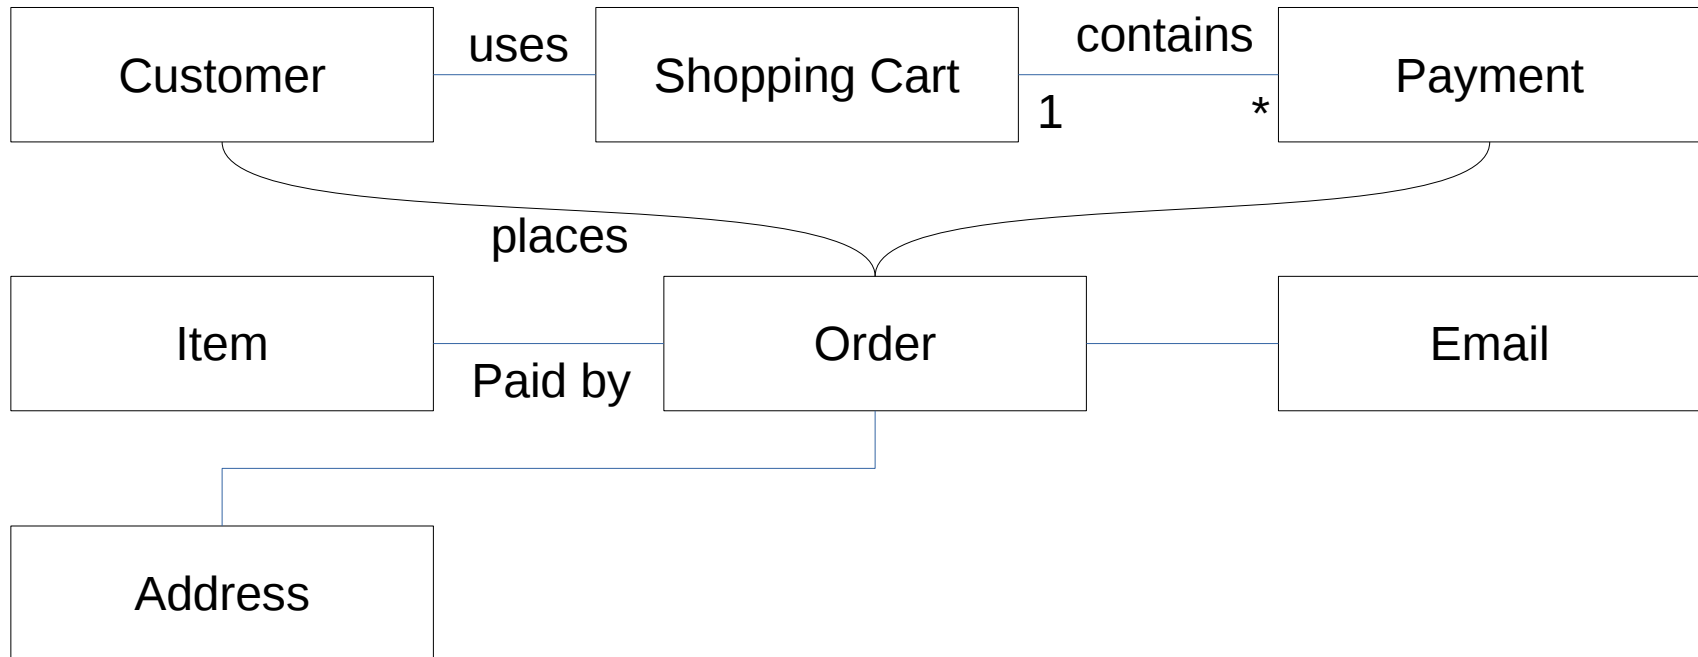 Customer
uses
Shopping Cart
contains
Payment
1
*
places
Item
Paid by
Order
Email
Address